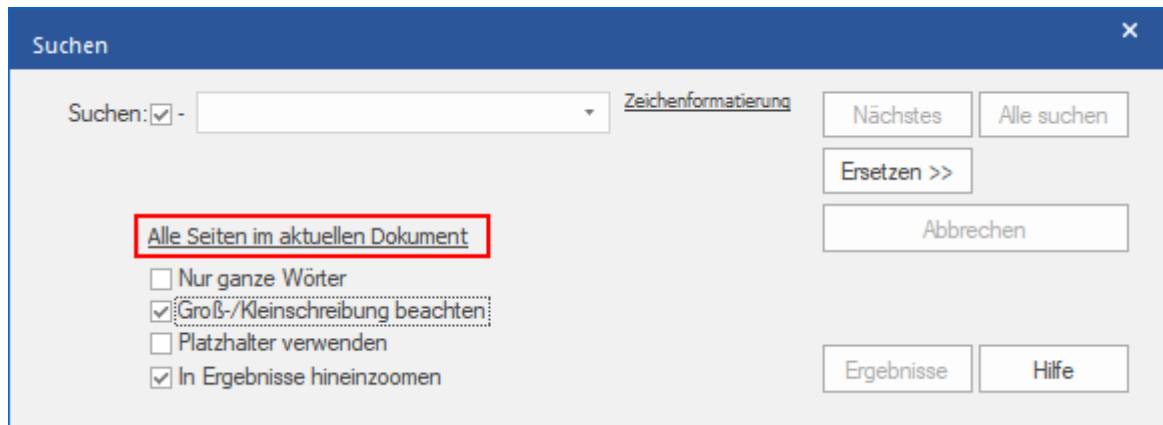 Suchen
Suchen: - Zeichenformatierung Nächstes Alle suchen
Ersetzen >>
Alle Seiten im aktuellen Dokument Abbrechen
Nur ganze Wörter
Groß-/Kleinschreibung beachten
Platzhalter verwenden
In Ergebnisse hineinzoomen Ergebnisse Hilfe